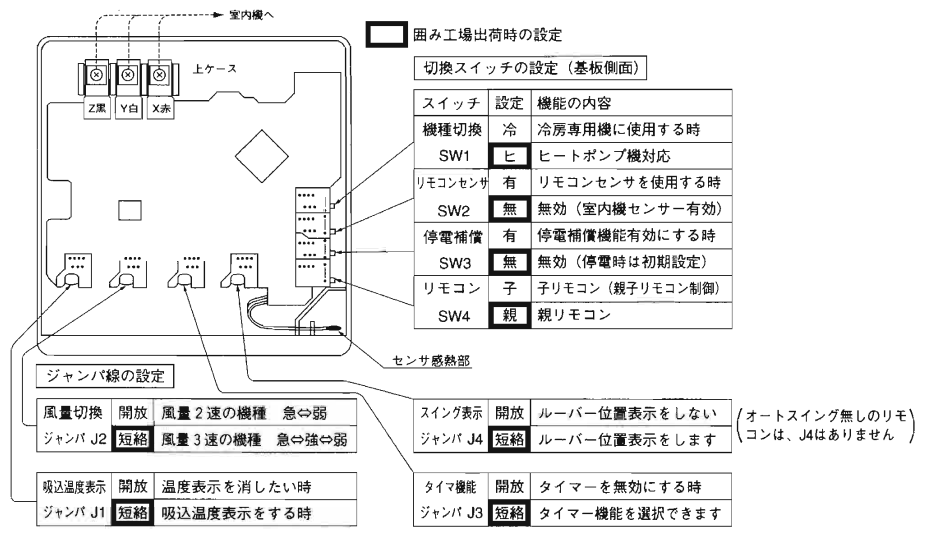 室内機へ
囲み工場出荷時の設定
上ケース
Z黒 Y白 X赤
切換スイッチの設定（基板側面）
スイッチ 設定 機能の内容
機種切換 冷 冷房専用機に使用する時
SW1 ヒ ヒートポンプ機対応
リモコンセンサ 有 リモコンセンサを使用する時
SW2 無 無効（室内機センサー有効）
停電補償 有 停電補償機能有効にする時
SW3 無 無効（停電時は初期設定）
リモコン 子 子リモコン（親子リモコン制御）
SW4 親 親リモコン
センサ感熱部
ジャンパ線の設定
風量切換 開放 風量2速の機種 急⇔弱
ジャンパ J2 短絡 風量3速の機種 急⇔強⇔弱
スイング表示 開放 ルーバー位置表示をしない
ジャンパ J4 短絡 ルーバー位置表示をします
（オートスイング無しのリモ
コンは、J4はありません）
吸込温度表示 開放 温度表示を消したい時
ジャンパ J1 短絡 吸込温度表示をする時
タイマ機能 開放 タイマーを無効にする時
ジャンパ J3 短絡 タイマー機能を選択できます